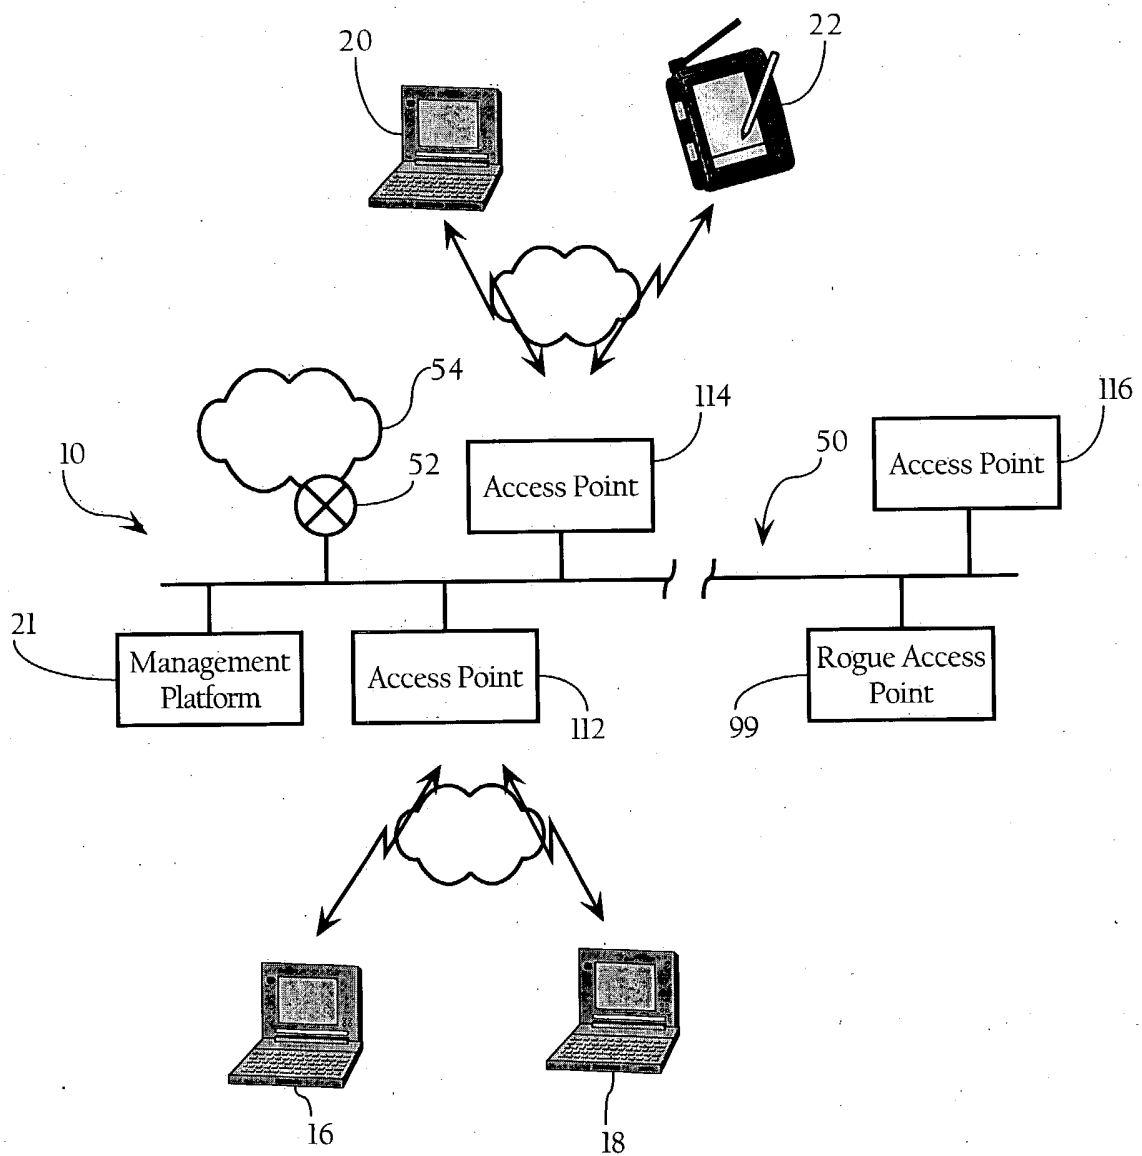 20
22
54
114
116
10
52
50
Access Point
Access Point
21
Management
Platform
Access Point
112
Rogue Access
Point
99
16
18